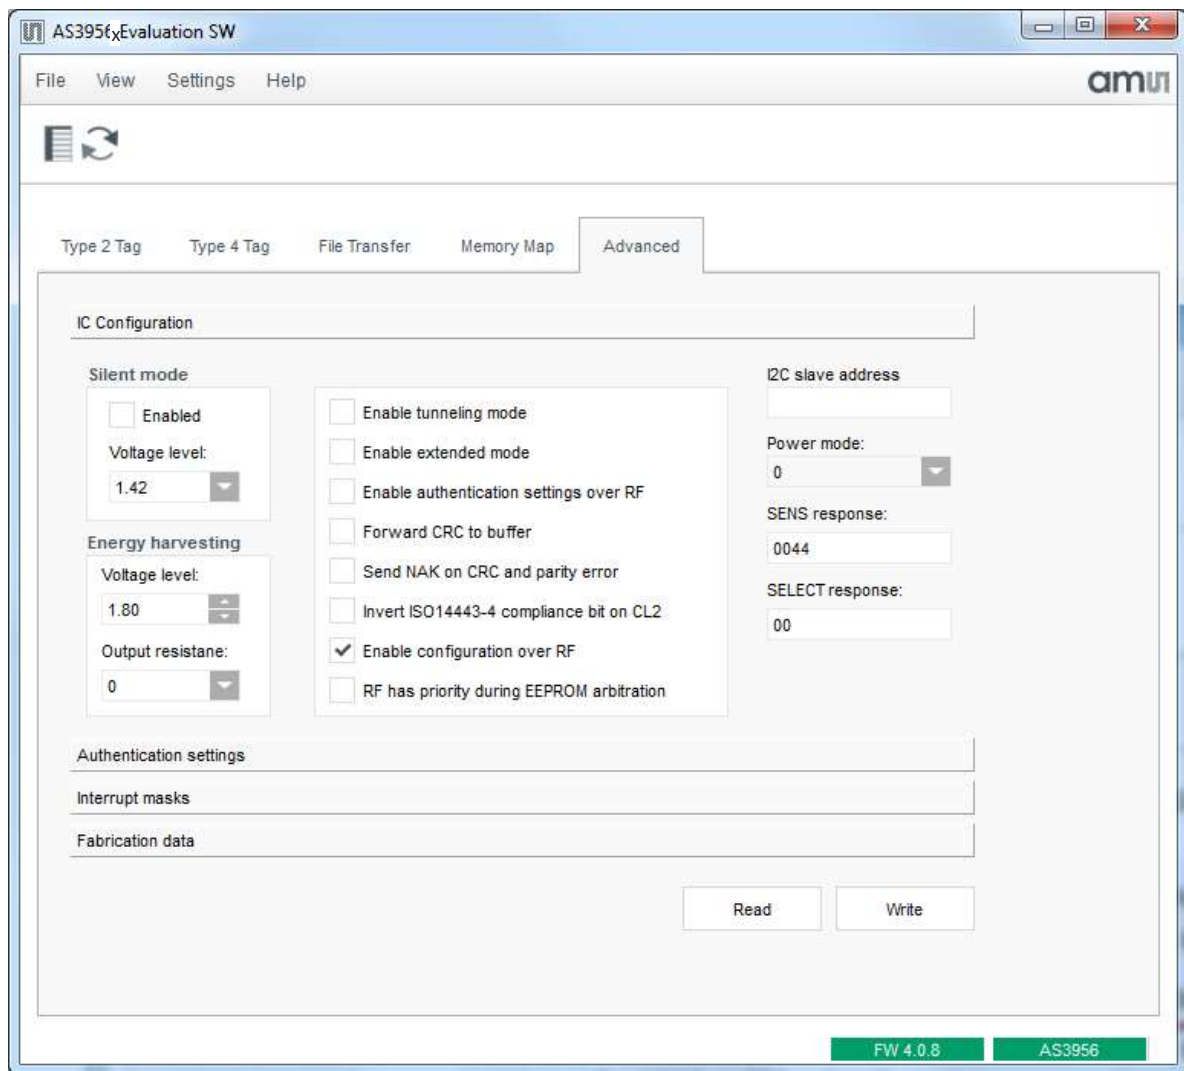 AS3956xEvaluation SW
File View Settings Help
amu
Type 2 Tag Type 4 Tag File Transfer Memory Map Advanced
IC Configuration
Silent mode
Enabled
Voltage level:
1.42
Energy harvesting
Voltage level:
1.80
Output resistane:
0
Enable tunneling mode
Enable extended mode
Enable authentication settings over RF
Forward CRC to buffer
Send NAK on CRC and parity error
Invert ISO14443-4 compliance bit on CL2
Enable configuration over RF
RF has priority during EEPROM arbitration
I2C slave address
Power mode:
0
SENS response:
0044
SELECT response:
00
Authentication settings
Interrupt masks
Fabrication data
Read Write
FW 4.0.8 AS3956